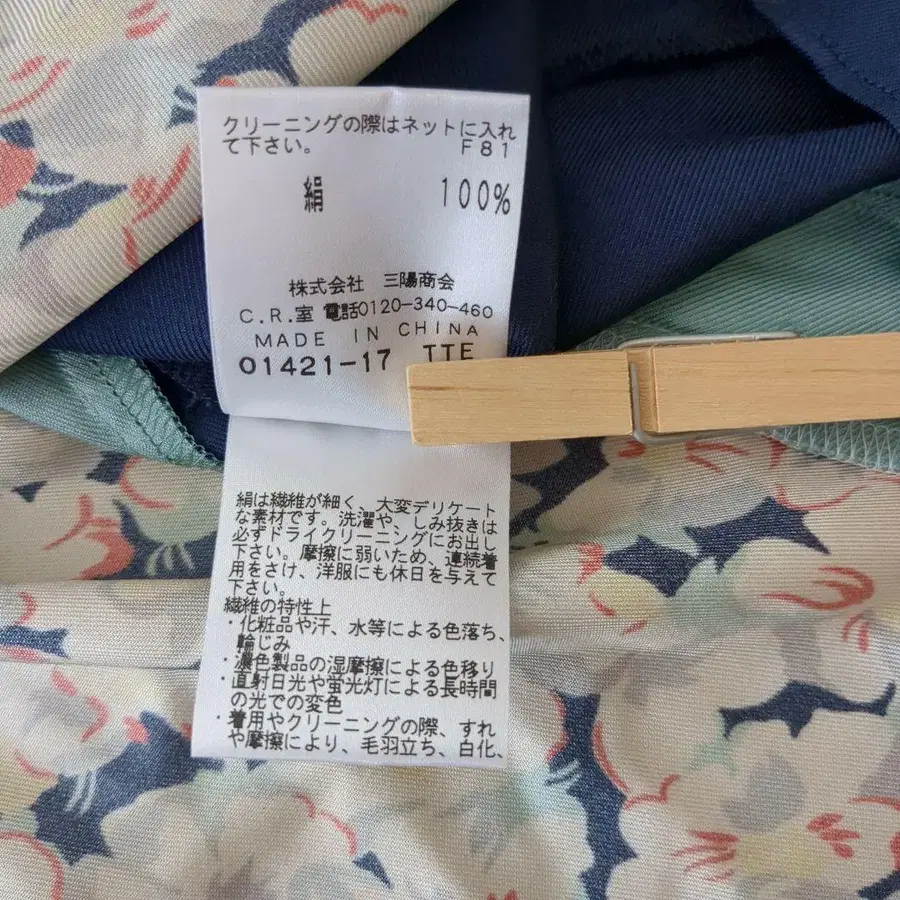 クリーニングの際はネットに入れ
て下さい。 F81
絹 100%
株式会社 三陽商会
C.R.室 電話0120-340-460
MADE IN CHINA
01421-17 TTE
絹は繊維が細く、大変デリケート
な素材です。洗濯や、しみ抜きは
必ずドライクリーニングにお出し
下さい。摩擦に弱いため、連続着
用をさけ、洋服にも休日を与えて
下さい。
繊維の特性上
・化粧品や汗、水等による色落ち、
輪じみ
・濃色製品の湿摩擦による色移り
・直射日光や蛍光灯による長時間
の光での変色
・着用やクリーニングの際、すれ
や摩擦により、毛羽立ち、白化、